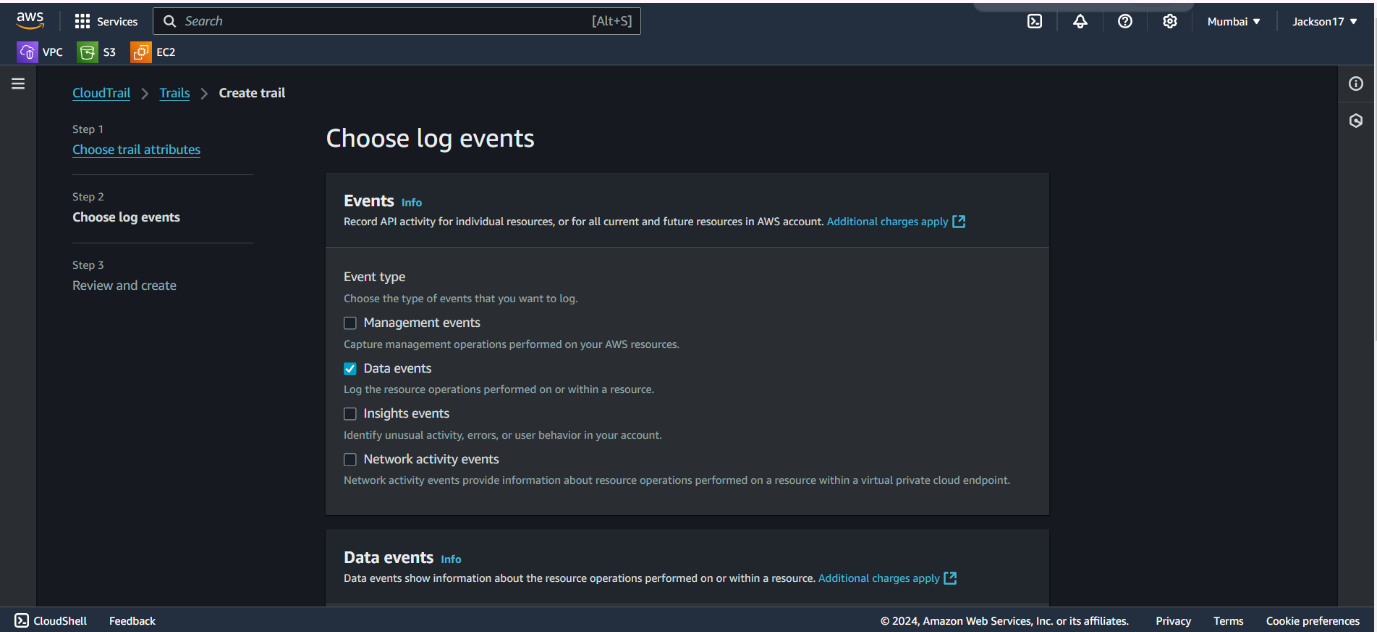 aws
Services
Search
[Alt+S]
Mumbai
Jackson17
VPC
S3
EC2
CloudTrail
Trails
Create trail
Step 1
Choose trail attributes
Step 2
Choose log events
Step 3
Review and create
Choose log events
Events Info
Record API activity for individual resources, or for all current and future resources in AWS account. Additional charges apply
Event type
Choose the type of events that you want to log.
Management events
Capture management operations performed on your AWS resources.
Data events
Log the resource operations performed on or within a resource.
Insights events
Identify unusual activity, errors, or user behavior in your account.
Network activity events
Network activity events provide information about resource operations performed on a resource within a virtual private cloud endpoint.
Data events Info
Data events show information about the resource operations performed on or within a resource. Additional charges apply
CloudShell
Feedback
© 2024, Amazon Web Services, Inc. or its affiliates.
Privacy
Terms
Cookie preferences